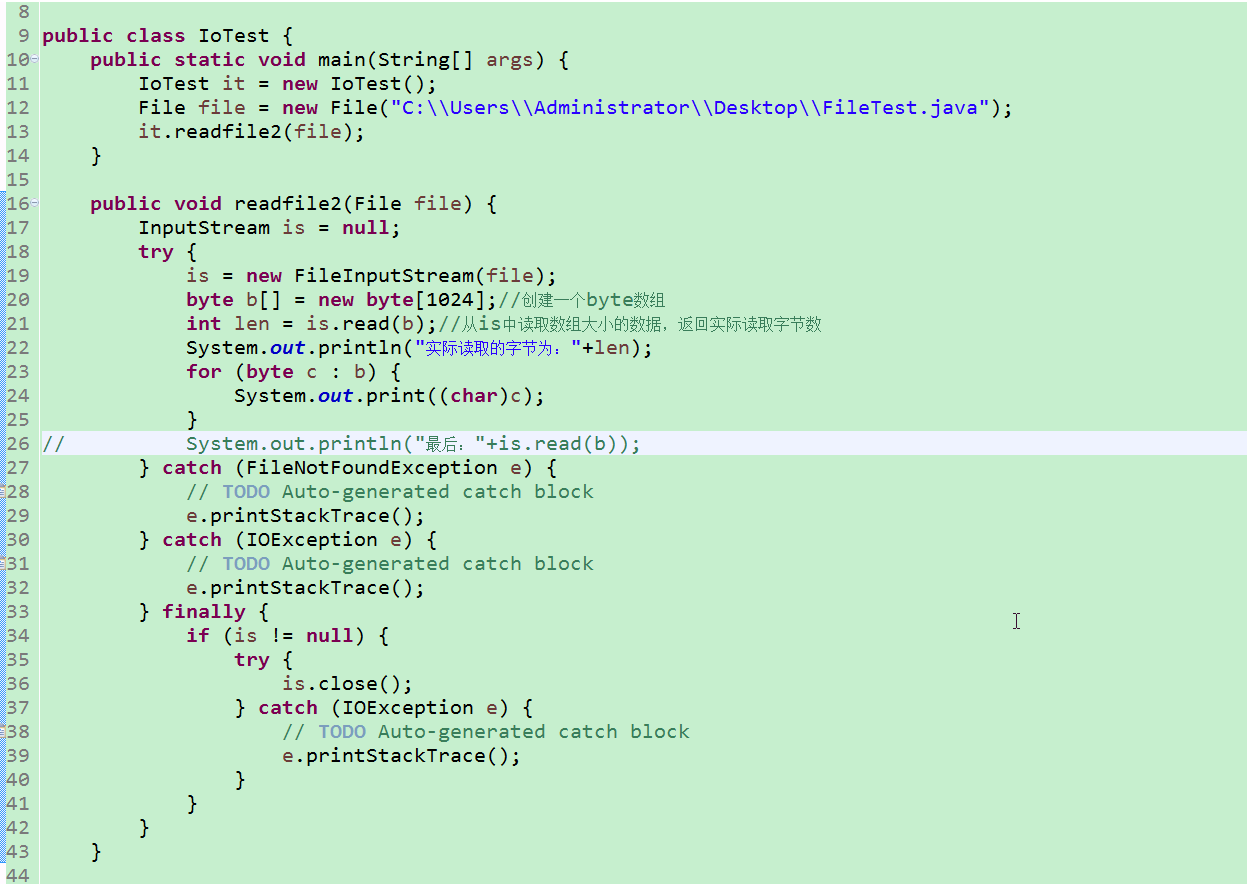 8
9 public class IoTest {
10 public static void main(String[] args) {
11 IoTest it = new IoTest();
12 File file = new File("C:\\Users\\Administrator\\Desktop\\FileTest.java");
13 it.readfile2(file);
14 }
15
16 public void readfile2(File file) {
17 InputStream is = null;
18 try {
19 is = new FileInputStream(file);
20 byte b[] = new byte[1024];//创建一个byte数组
21 int len = is.read(b);//从is中读取数组大小的数据，返回实际读取字节数
22 System.out.println("实际读取的字节为："+len);
23 for (byte c : b) {
24 System.out.print((char)c);
25 }
26 // System.out.println("最后："+is.read(b));
27 } catch (FileNotFoundException e) {
28 // TODO Auto-generated catch block
29 e.printStackTrace();
30 } catch (IOException e) {
31 // TODO Auto-generated catch block
32 e.printStackTrace();
33 } finally {
34 if (is != null) {
35 try {
36 is.close();
37 } catch (IOException e) {
38 // TODO Auto-generated catch block
39 e.printStackTrace();
40 }
41 }
42 }
43 }
44